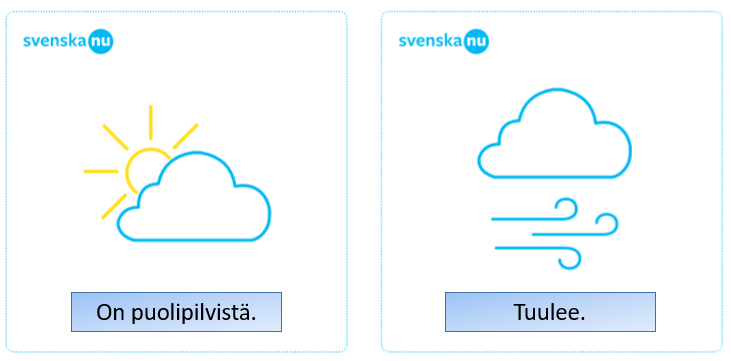 svenska nu
svenska nu
On puolipilvistä.
Tuulee.